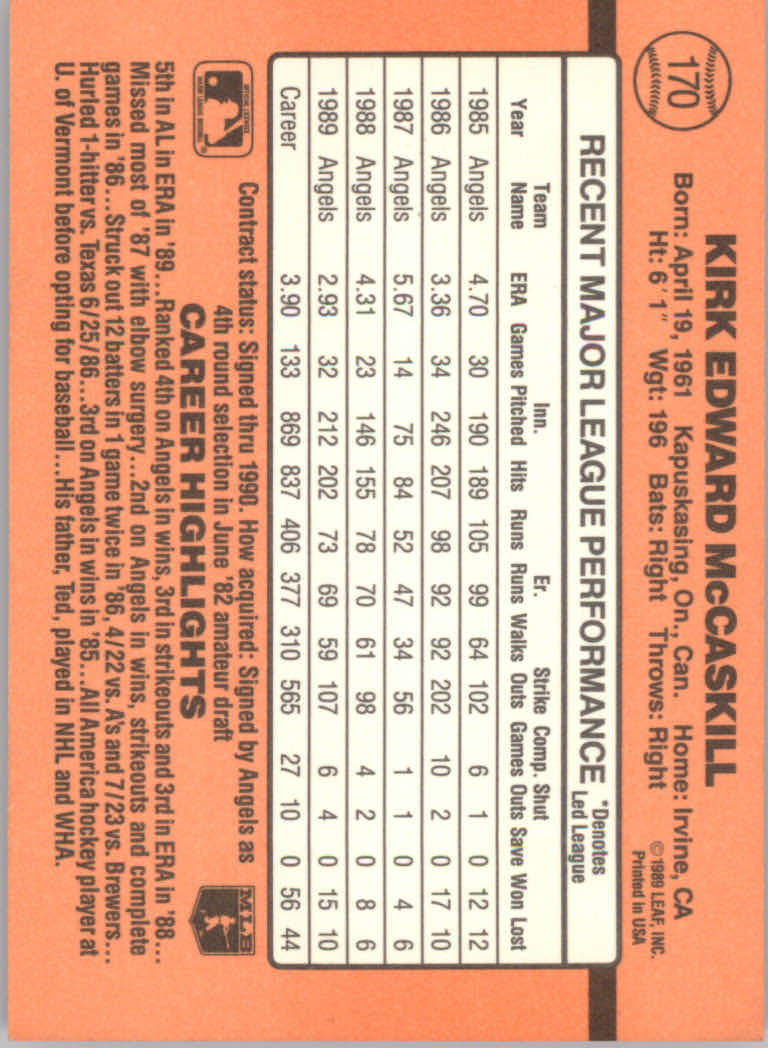 170
KIRK EDWARD McCASKILL
Born: April 19, 1961 Kapuskasing, On., Can. Home: Irvine, CA
Ht: 6' 1" Wgt: 196 Bats: Right Throws: Right
© 1989 LEAF, INC.
Printed in USA
RECENT MAJOR LEAGUE PERFORMANCE *Denotes Led League
Year Team Name ERA Games Inn. Pitched Hits Runs Er. Runs Walks Strike Outs Comp. Games Shut Outs Save Won Lost
1985 Angels 4.70 30 190 189 105 99 64 102 6 1 0 12 12
1986 Angels 3.36 34 246 207 98 92 92 202 10 2 0 17 10
1987 Angels 5.67 14 75 84 52 47 34 56 1 1 0 4 6
1988 Angels 4.31 23 146 155 78 70 61 98 4 2 0 8 6
1989 Angels 2.93 32 212 202 73 69 59 107 6 4 0 15 10
Career 3.90 133 869 837 406 377 310 565 27 10 0 56 44
OFFICIAL LICENSEE
MAJOR LEAGUE BASEBALL
Contract status: Signed thru 1990. How acquired: Signed by Angels as
4th round selection in June '82 amateur draft
MLB
CAREER HIGHLIGHTS
5th in AL in ERA in '89...Ranked 4th on Angels in wins, 3rd in strikeouts and 3rd in ERA in '88...
Missed most of '87 with elbow surgery...2nd on Angels in wins, strikeouts and complete
games in '86...Struck out 12 batters in 1 game twice in '86, 4/22 vs. A's and 7/23 vs. Brewers...
Hurled 1-hitter vs. Texas 6/25/86...3rd on Angels in wins in '85...All America hockey player at
U. of Vermont before opting for baseball...His father, Ted, played in NHL and WHA.